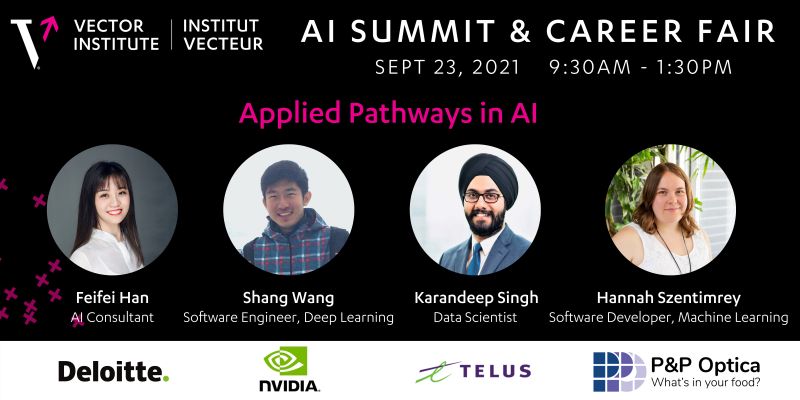 VECTOR INSTITUTE
INSTITUT VECTEUR
AI SUMMIT & CAREER FAIR
SEPT 23, 2021 9:30AM - 1:30PM
Applied Pathways in AI
Feifei Han
AI Consultant
Shang Wang
Software Engineer, Deep Learning
Karandeep Singh
Data Scientist
Hannah Szentimrey
Software Developer, Machine Learning
Deloitte.
NVIDIA.
TELUS
P&P Optica
What's in your food?